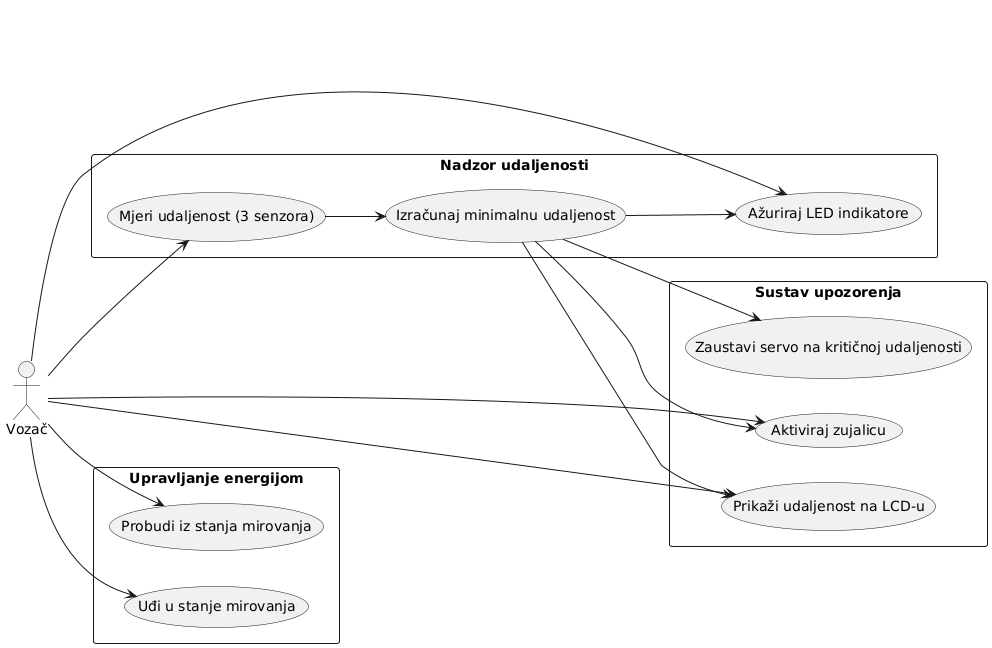 Nadzor udaljenosti
Mjeri udaljenost (3 senzora)
Izračunaj minimalnu udaljenost
Ažuriraj LED indikatore
Sustav upozorenja
Zaustavi servo na kritičnoj udaljenosti
Aktiviraj zujalicu
Prikaži udaljenost na LCD-u
Vozač
Upravljanje energijom
Probudi iz stanja mirovanja
Uđi u stanje mirovanja